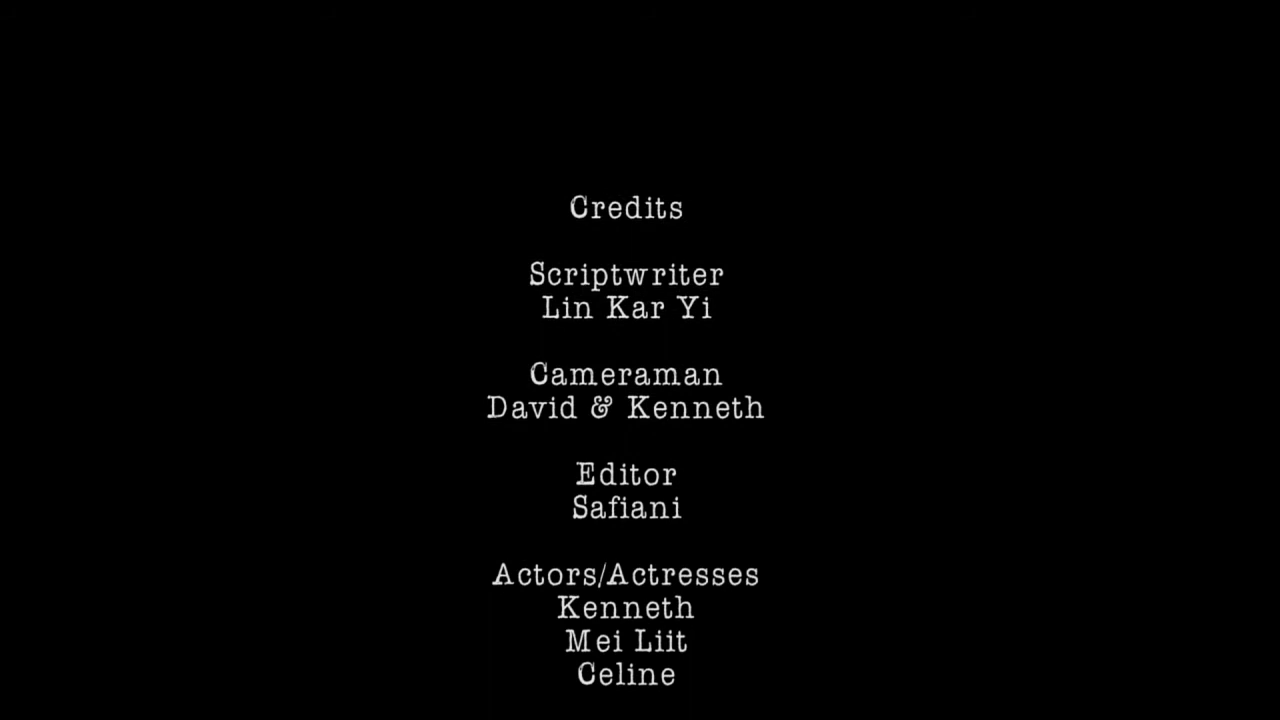 Credits
Scriptwriter
Lin Kar Yi
Cameraman
David & Kenneth
Editor
Safiani
Actors/Actresses
Kenneth
Mei Liit
Celine